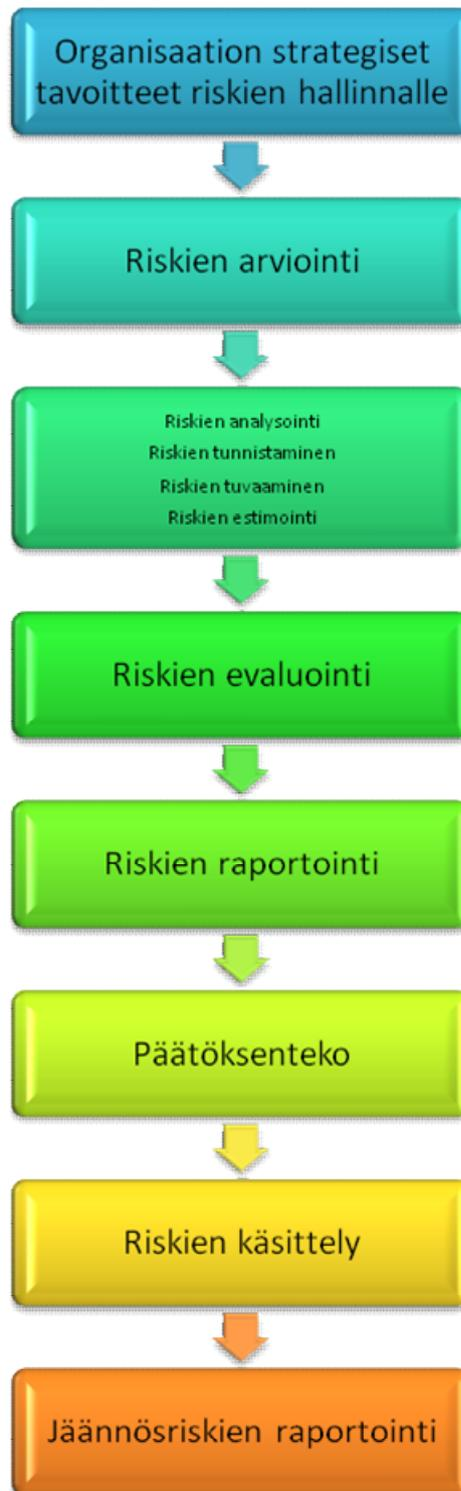 Organisaation strategiset
tavoitteet riskien hallinnalle
Riskien arviointi
Riskien analysointi
Riskien tunnistaminen
Riskien tuvaaminen
Riskien estimointi
Riskien evaluointi
Riskien raportointi
Päätöksenteko
Riskien käsittely
Jäännösriskien raportointi